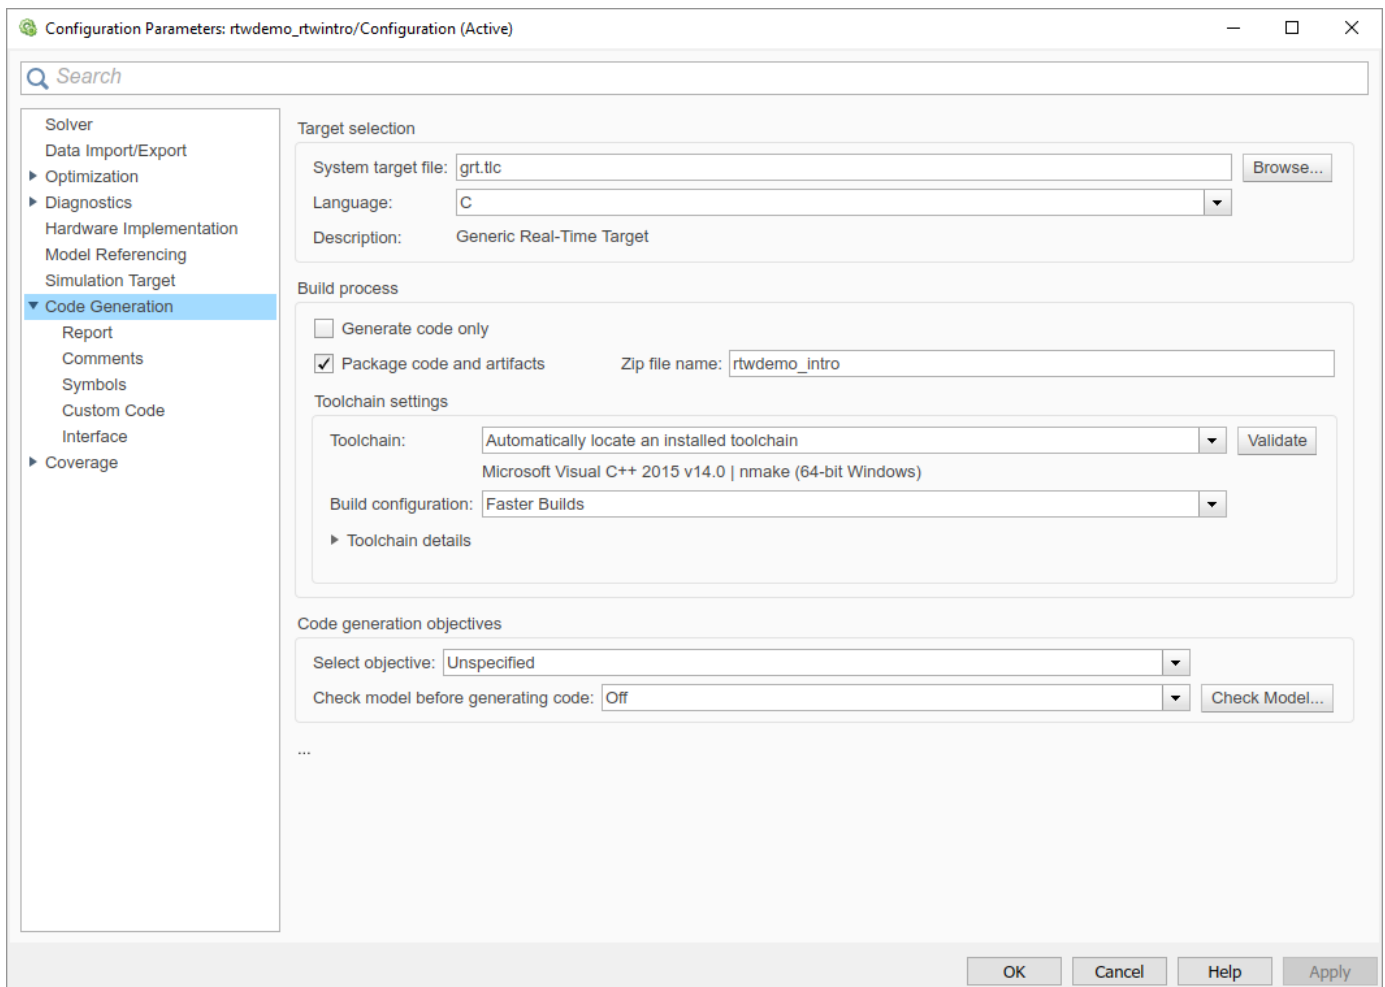 Configuration Parameters: rtwdemo_rtwintro/Configuration (Active)
Search
Solver
Data Import/Export
Optimization
Diagnostics
Hardware Implementation
Model Referencing
Simulation Target
Code Generation
Report
Comments
Symbols
Custom Code
Interface
Coverage
Target selection
System target file: grt.tlc Browse...
Language: C
Description: Generic Real-Time Target
Build process
Generate code only
Package code and artifacts Zip file name: rtwdemo_intro
Toolchain settings
Toolchain: Automatically locate an installed toolchain Validate
Microsoft Visual C++ 2015 v14.0 | nmake (64-bit Windows)
Build configuration: Faster Builds
Toolchain details
Code generation objectives
Select objective: Unspecified
Check model before generating code: Off Check Model...
...
OK Cancel Help Apply